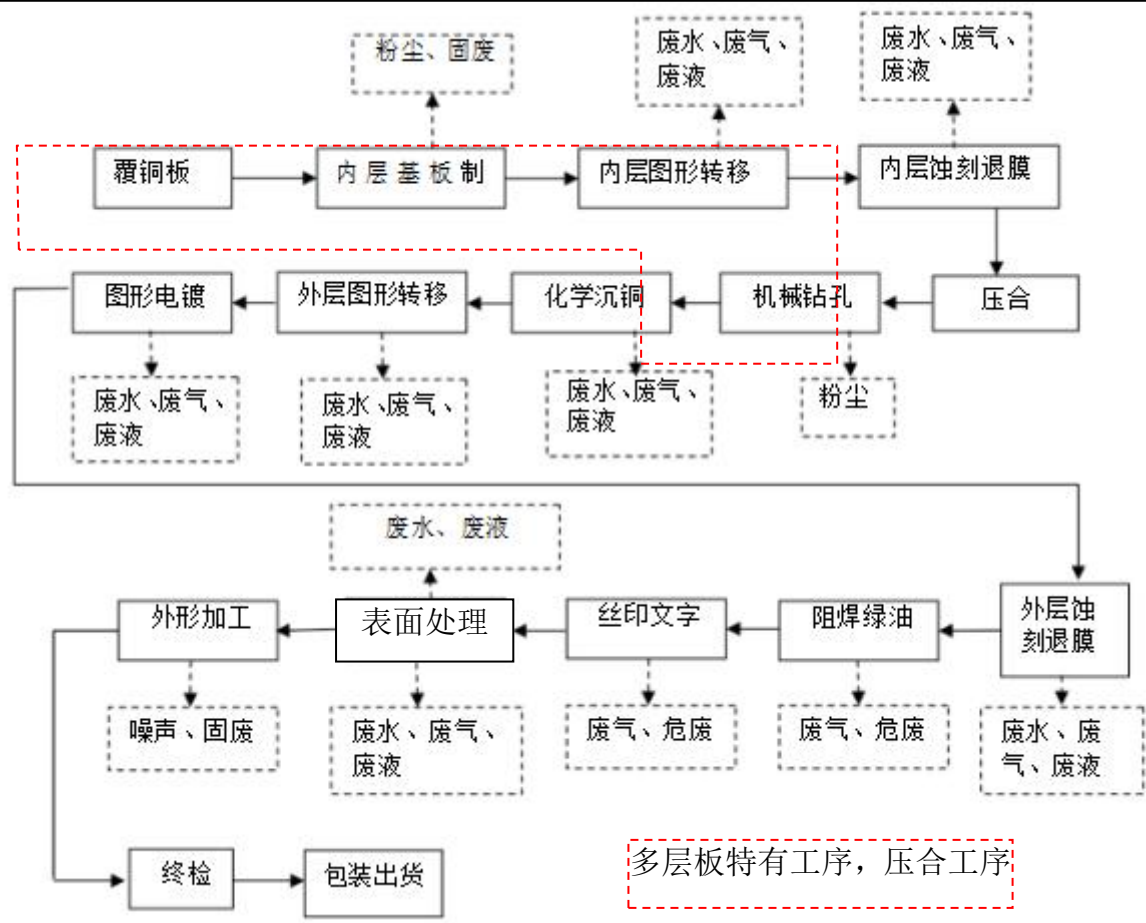 粉尘、固废
废水、废气、
废液
废水、废气、
废液
覆铜板
内层基板制
内层图形转移
内层蚀刻退膜
图形电镀
外层图形转移
化学沉铜
机械钻孔
压合
废水、废气、
废液
废水、废气、
废液
废水、废气、
废液
粉尘
废水、废液
外形加工
表面处理
丝印文字
阻焊绿油
外层蚀
刻退膜
噪声、固废
废水、废气、
废液
废气、危废
废气、危废
废水、废
气、废液
终检
包装出货
多层板特有工序，压合工序